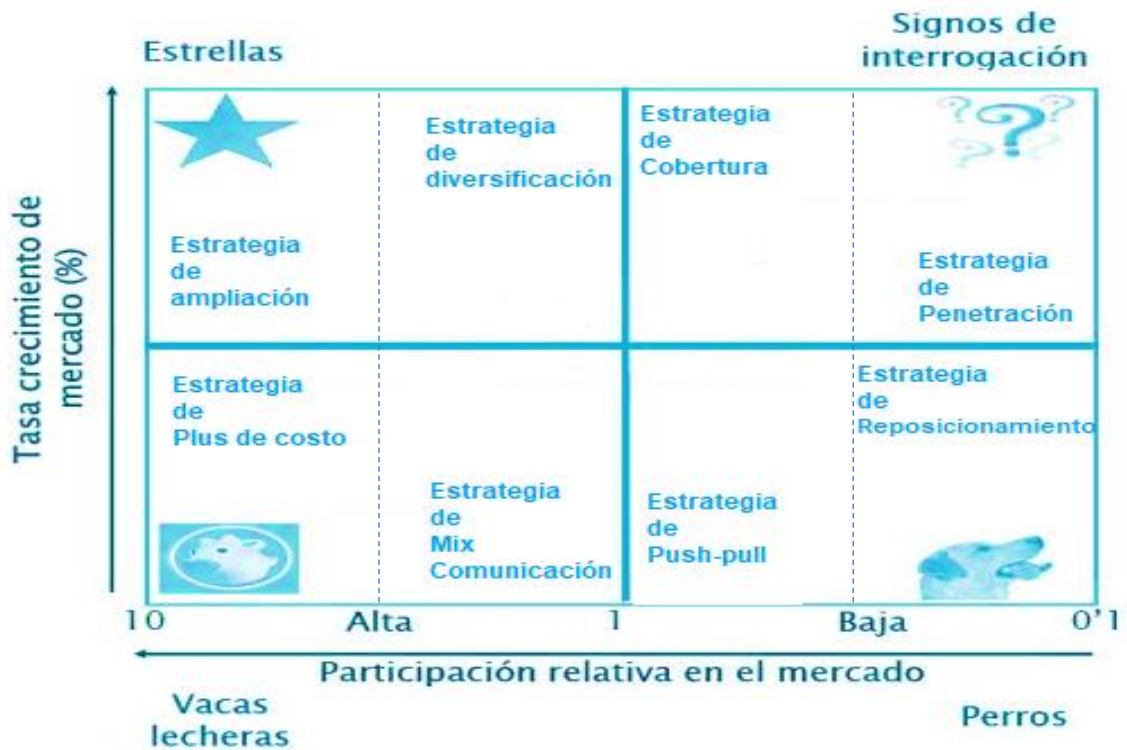 Estrellas
Signos de
interrogación
Estrategia
de
diversificación
Estrategia
de
Cobertura
Estrategia
de
ampliación
Estrategia
de
Penetración
Tasa crecimiento de
mercado (%)
Estrategia
de
Plus de costo
Estrategia
de
Reposicionamiento
Estrategia
de
Mix
Comunicación
Estrategia
de
Push-pull
10 Alta 1 Baja 0'1
Participación relativa en el mercado
Vacas
lecheras
Perros